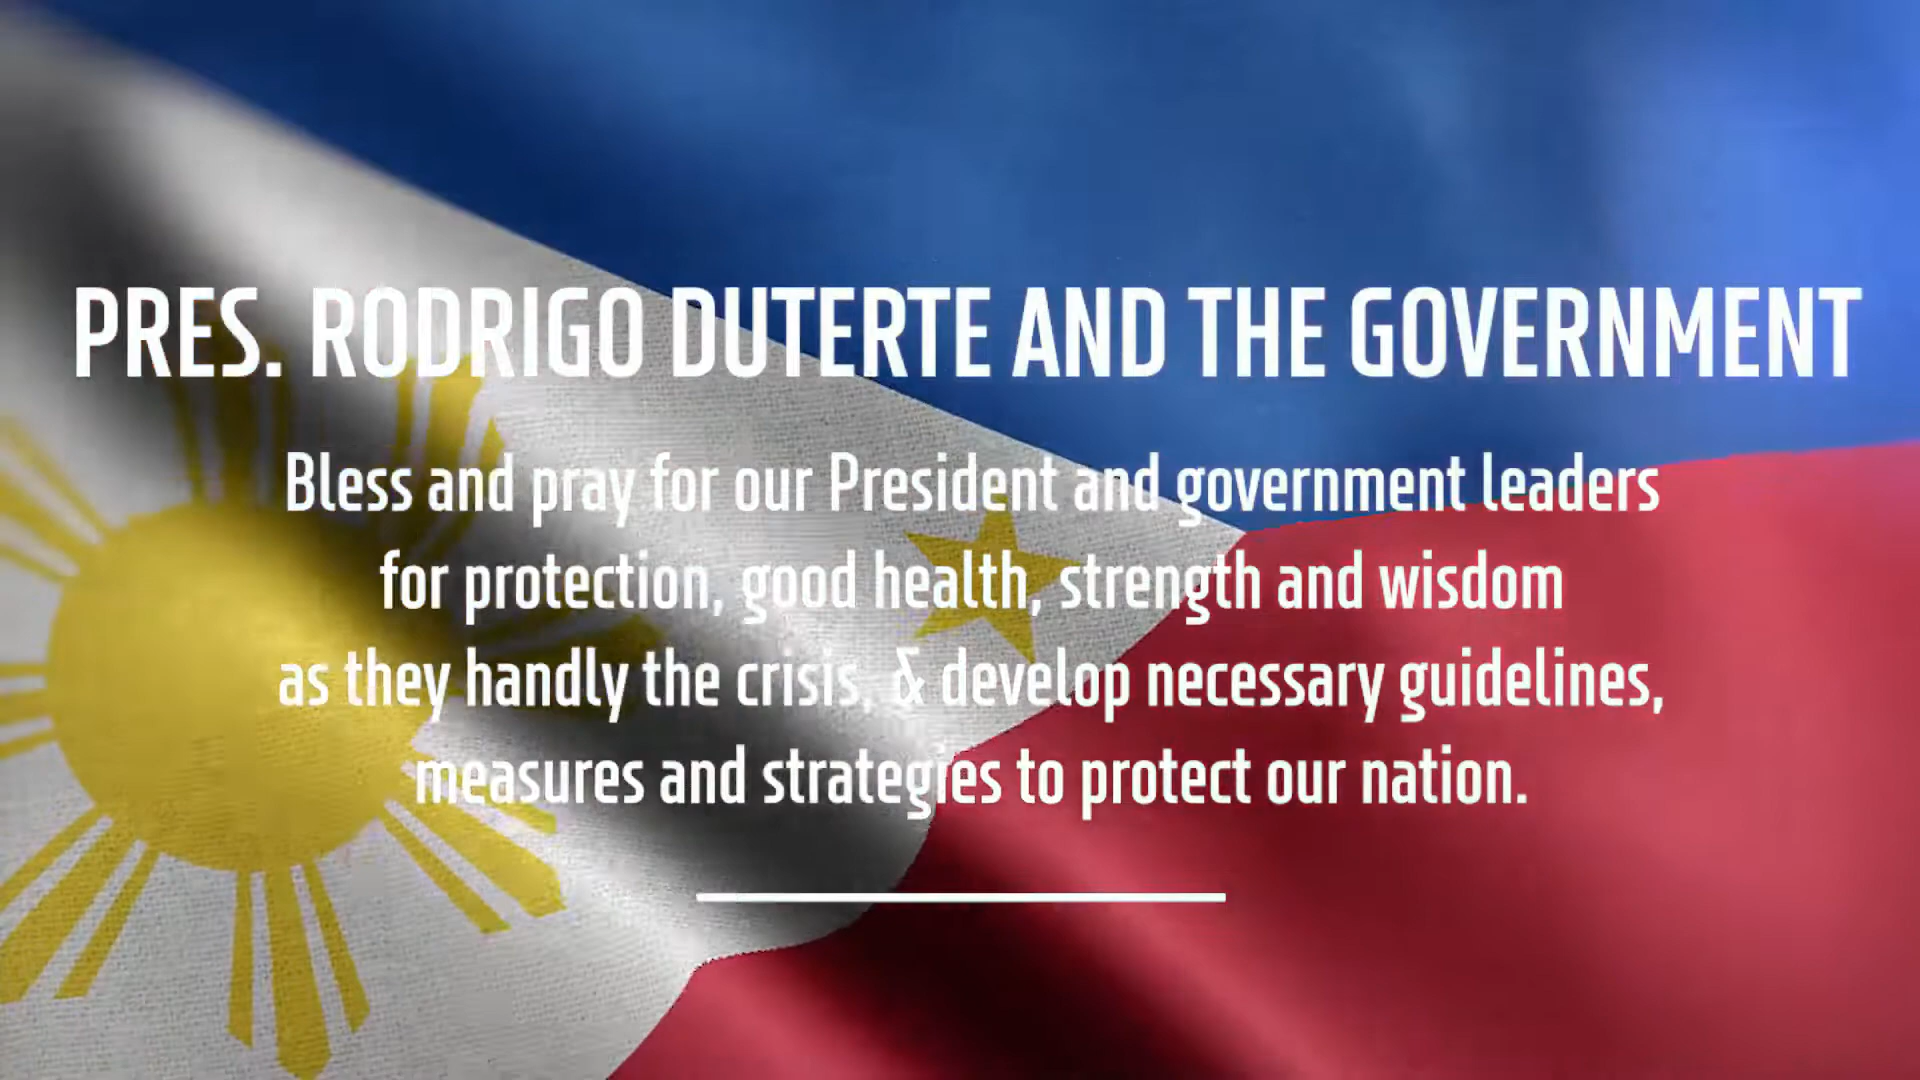 PRES. RODRIGO DUTERTE AND THE GOVERNMENT
Bless and pray for our President and government leaders
for protection, good health, strength and wisdom
as they handly the crisis, & develop necessary guidelines,
measures and strategies to protect our nation.